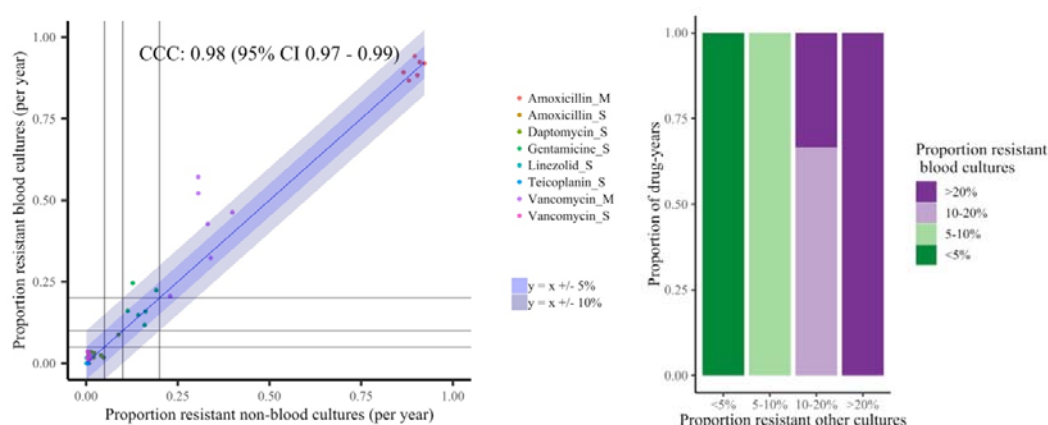 CCC: 0.98 (95% CI 0.97 - 0.99)
Proportion resistant blood cultures (per year)
1.00
0.75
0.50
0.25
0.00
0.00 0.25 0.50 0.75 1.00
Proportion resistant non-blood cultures (per year)
Amoxicillin_M
Amoxicillin_S
Daptomycin_S
Gentamicine_S
Linezolid_S
Teicoplanin_S
Vancomycin_M
Vancomycin_S
y = x +/- 5%
y = x +/- 10%
Proportion of drug-years
1.00
0.75
0.50
0.25
0.00
<5% 5-10% 10-20% >20%
Proportion resistant other cultures
Proportion resistant
blood cultures
>20%
10-20%
5-10%
<5%